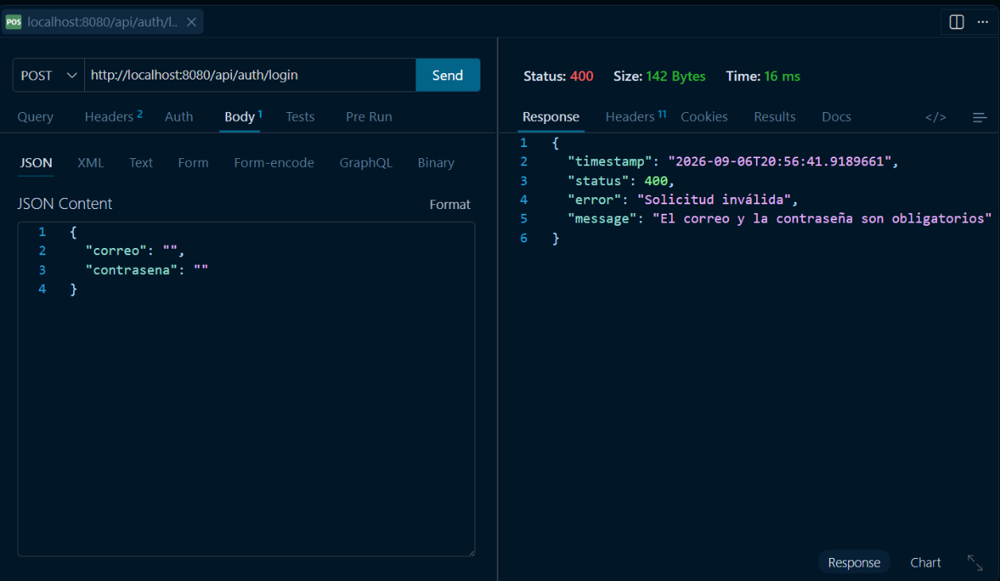 POS localhost:8080/api/auth/l..
POST http://localhost:8080/api/auth/login Send
Query Headers 2 Auth Body 1 Tests Pre Run
JSON XML Text Form Form-encode GraphQL Binary
JSON Content Format
1 {
2 "correo": "",
3 "contrasena": ""
4 }
Status: 400 Size: 142 Bytes Time: 16 ms
Response Headers 11 Cookies Results Docs </>
1 {
2 "timestamp": "2026-09-06T20:56:41.9189661",
3 "status": 400,
4 "error": "Solicitud inválida",
5 "message": "El correo y la contraseña son obligatorios"
6 }
Response Chart